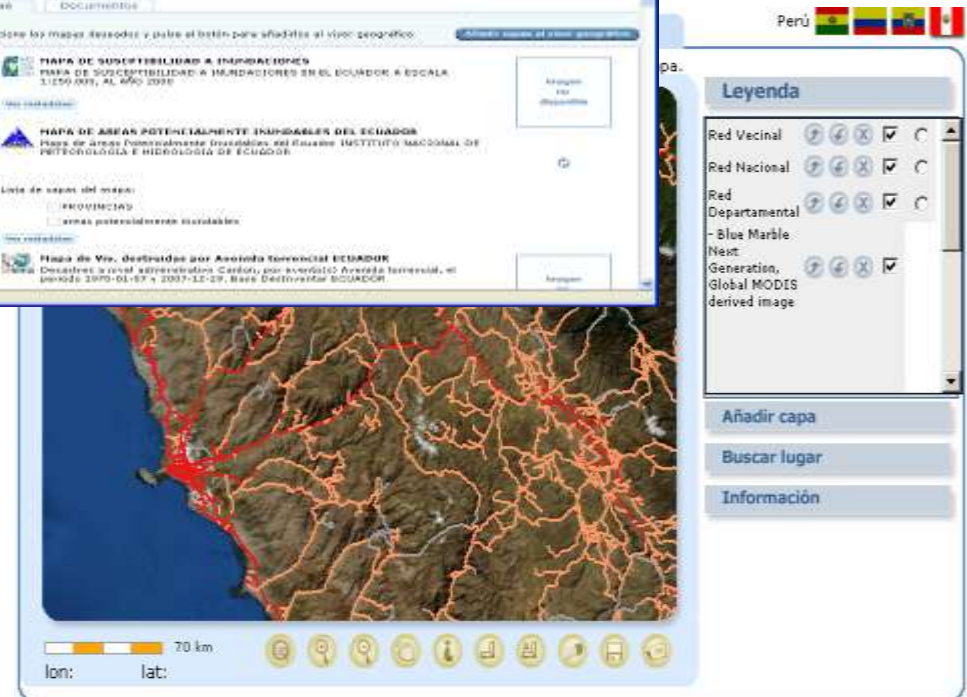 Documentos
cione los mapas deseados y pulse el botón para añadirlos al visor geográfico
Añadir capas al visor geográfico
MAPA DE SUSCEPTIBILIDAD A INUNDACIONES
MAPA DE SUSCEPTIBILIDAD A INUNDACIONES EN EL ECUADOR A ESCALA
1:250.000, AL AÑO 2000
Imagen
no
disponible
Ver metadatos
MAPA DE AREAS POTENCIALMENTE INUNDABLES DEL ECUADOR
Mapa de Areas Potencialmente Inundables del Ecuador INSTITUTO NACIONAL DE
METEOROLOGÍA E HIDROLOGÍA DE ECUADOR
Lista de capas del mapa:
PROVINCIAS
areas potencialmente inundables
Ver metadatos
Mapa de Viv. destruidas por Avenida torrencial ECUADOR
Desastres a nivel administrativo Canton, por evento(s) Avenida torrencial, el
periodo 1970-01-07 y 2007-12-29. Base DesInventar ECUADOR
Imagen
Perú
pa.
Leyenda
Red Vecinal
Red Nacional
Red
Departamental
- Blue Marble
Next
Generation,
Global MODIS
derived image
Añadir capa
Buscar lugar
Información
70 km
lon: lat: